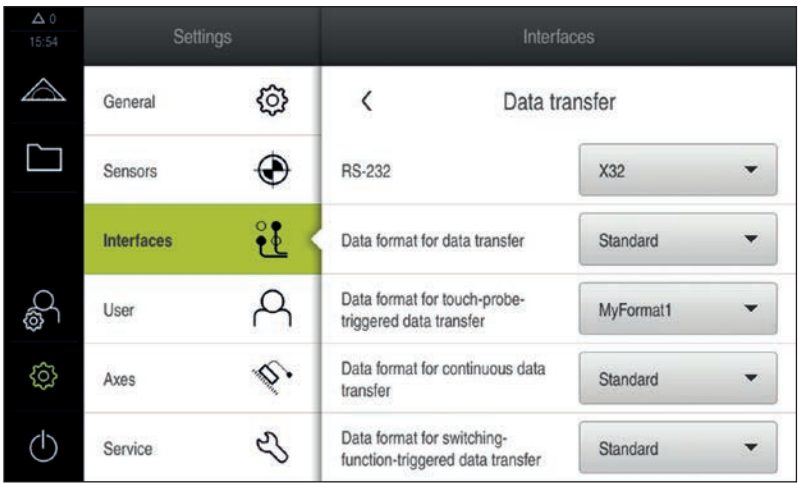 0
15:54
Settings
Interfaces
General
Data transfer
Sensors
RS-232
X32
Interfaces
Data format for data transfer
Standard
User
Data format for touch-probe-
triggered data transfer
MyFormat1
Axes
Data format for continuous data
transfer
Standard
Service
Data format for switching-
function-triggered data transfer
Standard